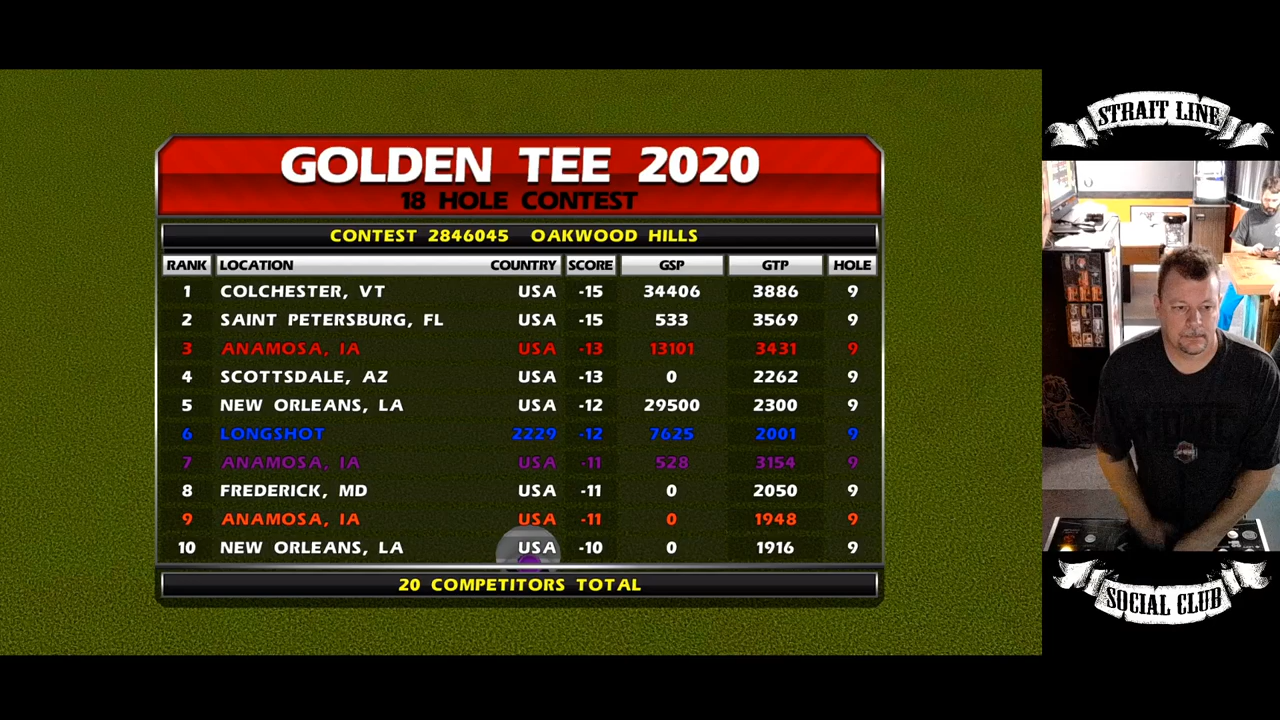 GOLDEN TEE 2020
18 HOLE CONTEST
CONTEST 2846045 OAKWOOD HILLS
RANK LOCATION COUNTRY SCORE GSP GTP HOLE
1 COLCHESTER, VT USA -15 34406 3886 9
2 SAINT PETERSBURG, FL USA -15 533 3569 9
3 ANAMOSA, IA USA -13 13101 3431 9
4 SCOTTSDALE, AZ USA -13 0 2262 9
5 NEW ORLEANS, LA USA -12 29500 2300 9
6 LONGSHOT 2229 -12 7625 2001 9
7 ANAMOSA, IA USA -11 528 3154 9
8 FREDERICK, MD USA -11 0 2050 9
9 ANAMOSA, IA USA -11 0 1948 9
10 NEW ORLEANS, LA USA -10 0 1916 9
20 COMPETITORS TOTAL
STRAIT LINE
SOCIAL CLUB